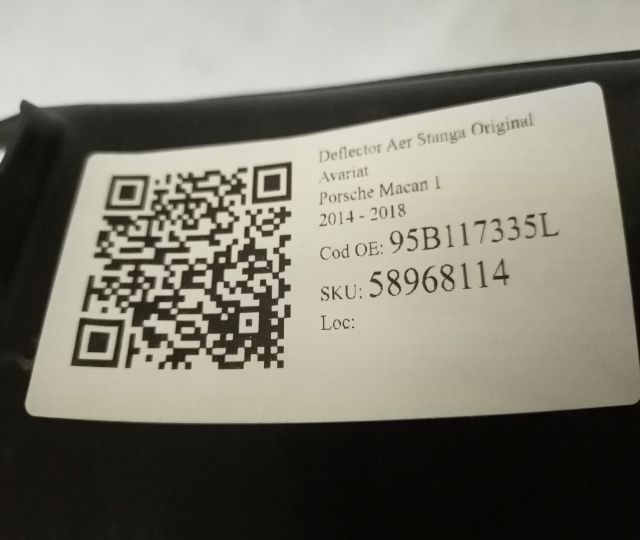 Deflector Aer Stanga Original
Avariat
Porsche Macan 1
2014 - 2018
Cod OE: 95B117335L
SKU: 58968114
Loc: